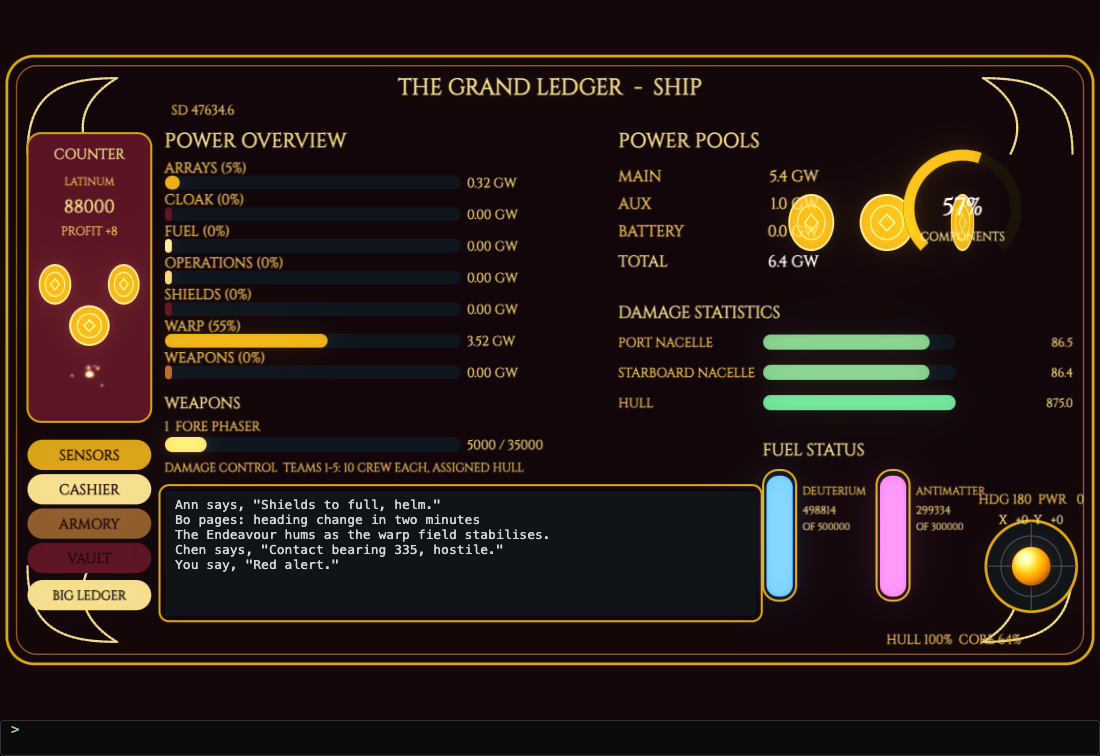 THE GRAND LEDGER - SHIP
SD 47634.6
COUNTER
LATINUM
88000
PROFIT +8
SENSORS
CASHIER
ARMORY
VAULT
BIG LEDGER
POWER OVERVIEW
ARRAYS (5%)
0.32 GW
CLOAK (0%)
0.00 GW
FUEL (0%)
0.00 GW
OPERATIONS (0%)
0.00 GW
SHIELDS (0%)
0.00 GW
WARP (55%)
3.52 GW
WEAPONS (0%)
0.00 GW
WEAPONS
1 FORE PHASER
5000 / 35000
DAMAGE CONTROL TEAMS 1-5: 10 CREW EACH, ASSIGNED HULL
Ann says, "Shields to full, helm."
Bo pages: heading change in two minutes
The Endeavour hums as the warp field stabilises.
Chen says, "Contact bearing 335, hostile."
You say, "Red alert."
POWER POOLS
MAIN 5.4 GW
AUX 1.0 GW
BATTERY 0.0 GW
TOTAL 6.4 GW
57%
COMPONENTS
DAMAGE STATISTICS
PORT NACELLE 86.5
STARBOARD NACELLE 86.4
HULL 875.0
FUEL STATUS
DEUTERIUM
498814
OF 500000
ANTIMATTER
299334
OF 300000
HDG 180 PWR 0
X +0 Y +0
HULL 100% CORE 64%
>